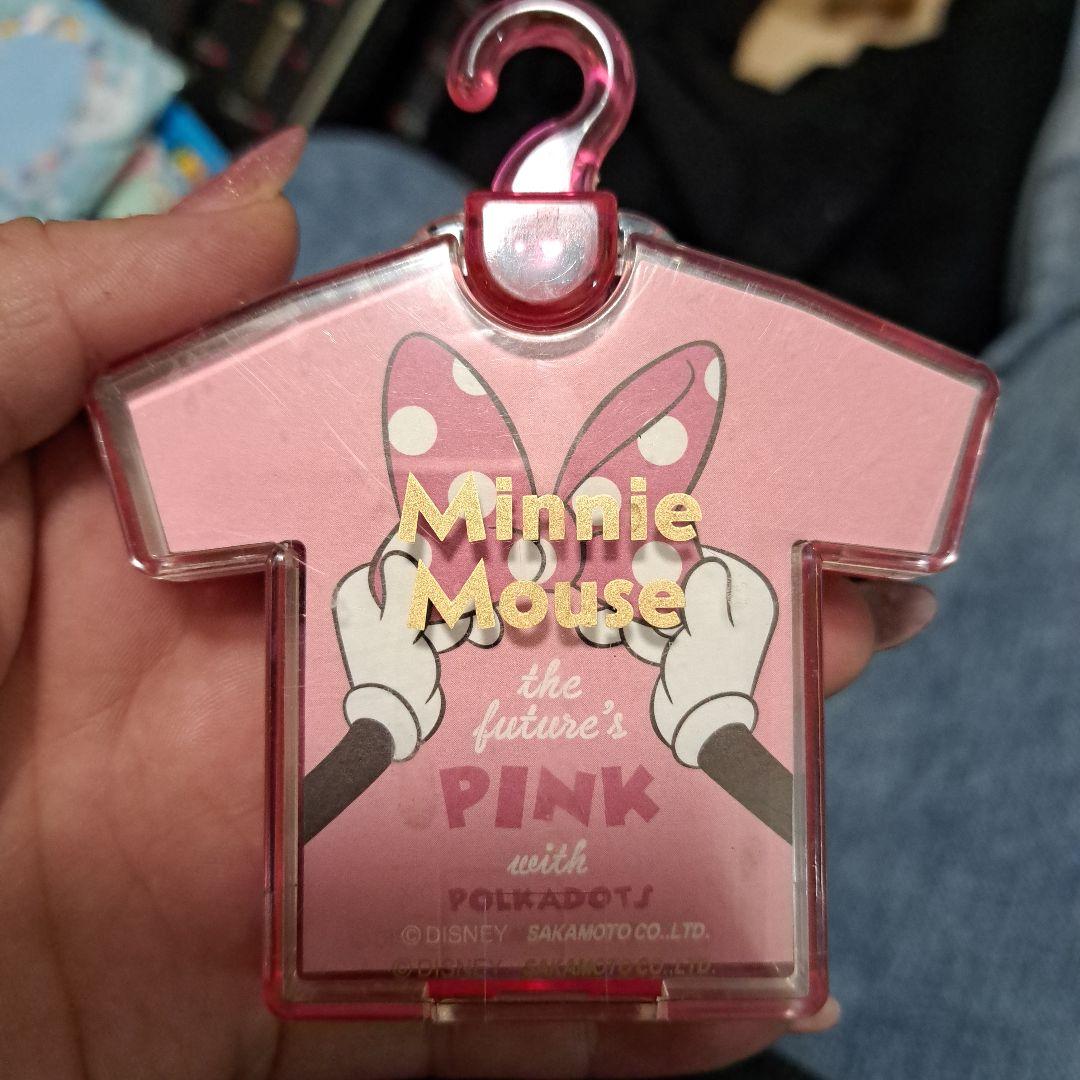 Minnie
Mouse
the
future's
PINK
with
POLKADOTS
©DISNEY SAKAMOTO CO.,LTD.
©DISNEY SAKAMOTO CO.,LTD.